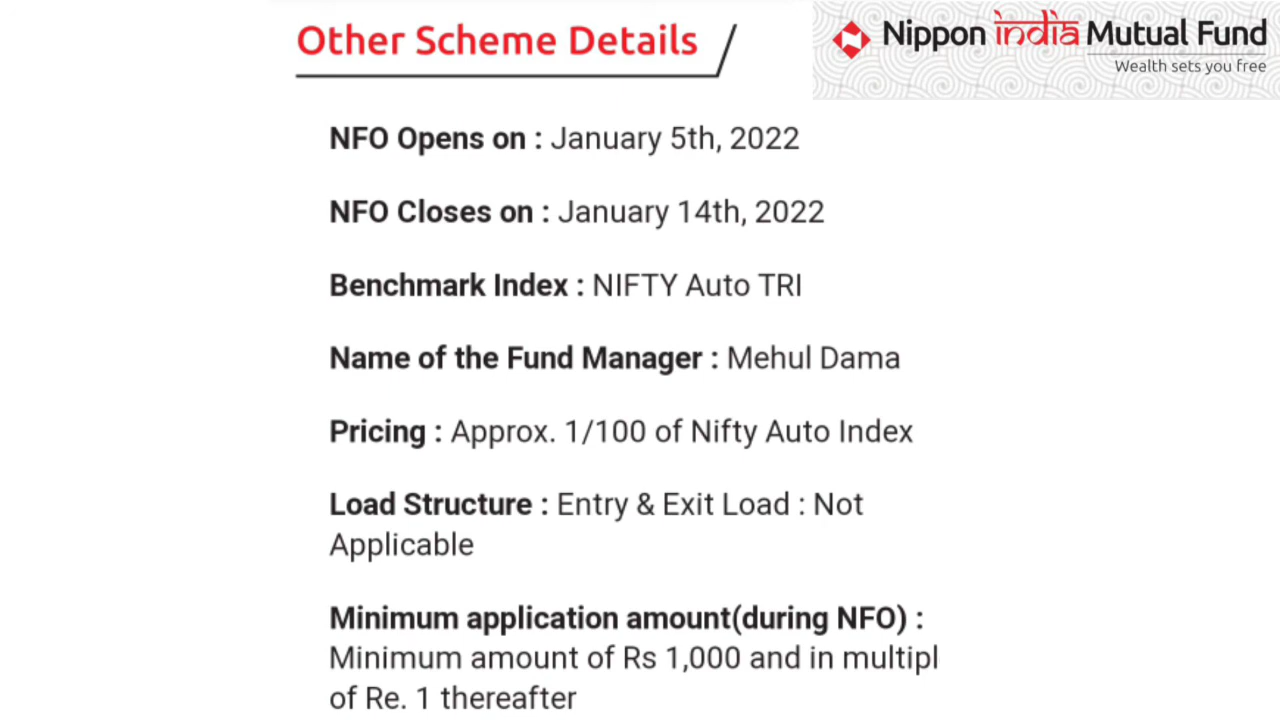 Other Scheme Details
Nippon india Mutual Fund
Wealth sets you free
NFO Opens on : January 5th, 2022
NFO Closes on : January 14th, 2022
Benchmark Index : NIFTY Auto TRI
Name of the Fund Manager : Mehul Dama
Pricing : Approx. 1/100 of Nifty Auto Index
Load Structure : Entry & Exit Load : Not
Applicable
Minimum application amount(during NFO) :
Minimum amount of Rs 1,000 and in multipl
of Re. 1 thereafter